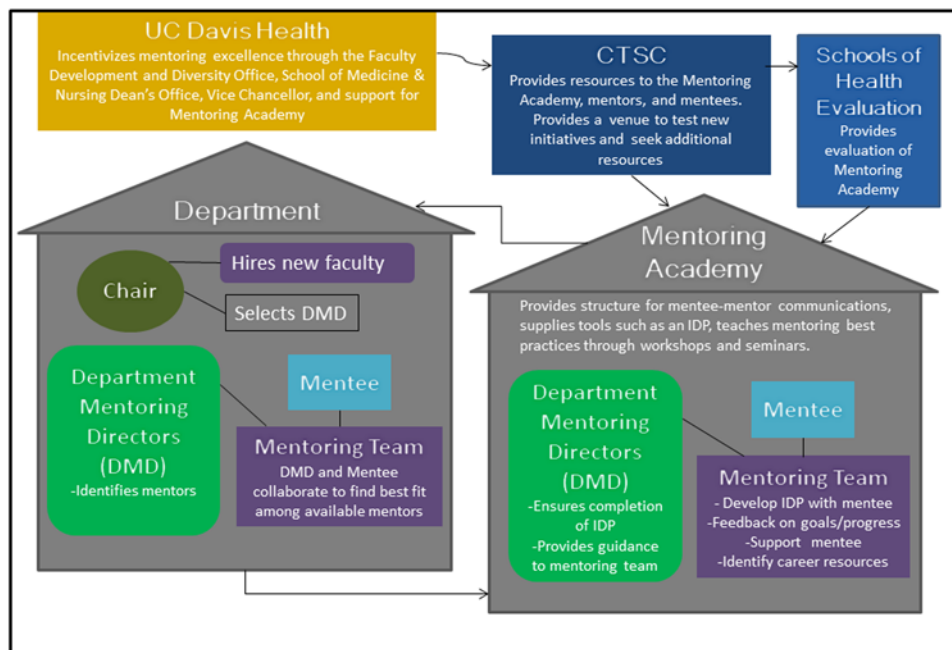 UC Davis Health
Incentivizes mentoring excellence through the Faculty
Development and Diversity Office, School of Medicine &
Nursing Dean's Office, Vice Chancellor, and support for
Mentoring Academy
CTSC
Provides resources to the Mentoring
Academy, mentors, and mentees.
Provides a venue to test new
initiatives and seek additional
resources
Schools of
Health
Evaluation
Provides
evaluation of
Mentoring
Academy
Department
Chair
Hires new faculty
Selects DMD
Department
Mentoring
Directors
(DMD)
-Identifies mentors
Mentee
Mentoring Team
DMD and Mentee
collaborate to find best fit
among available mentors
Mentoring
Academy
Provides structure for mentee-mentor communications,
supplies tools such as an IDP, teaches mentoring best
practices through workshops and seminars.
Department
Mentoring
Directors
(DMD)
-Ensures completion
of IDP
-Provides guidance
to mentoring team
Mentee
Mentoring Team
- Develop IDP with mentee
-Feedback on goals/progress
-Support mentee
-Identify career resources